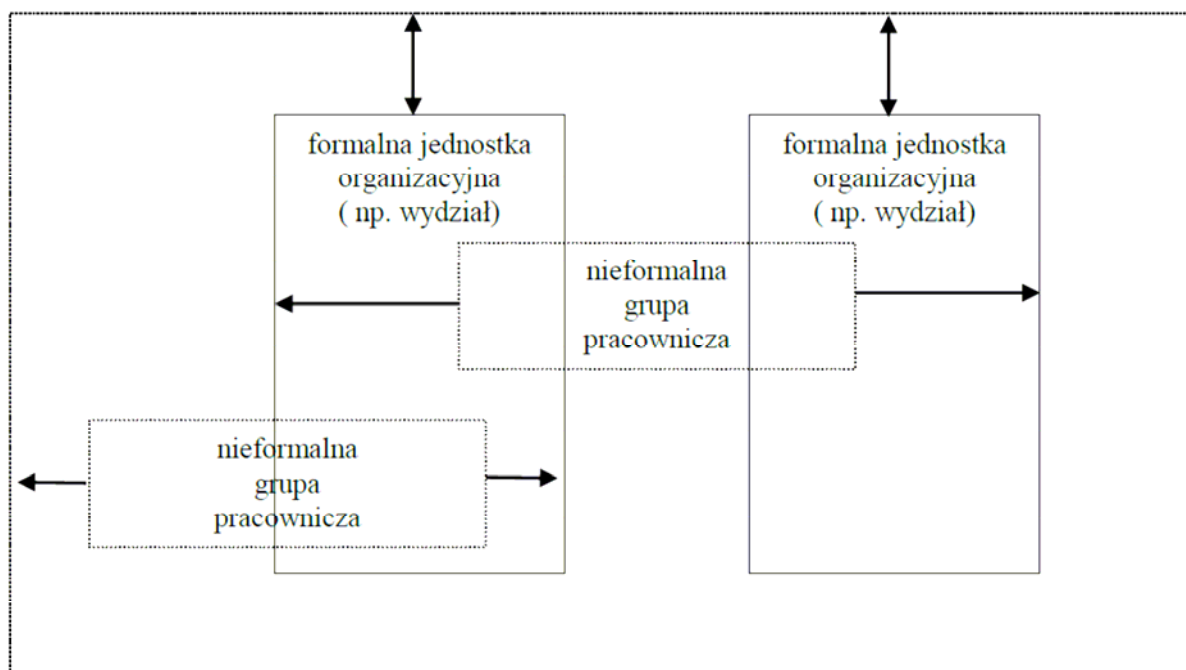 formalna jednostka
organizacyjna
( np. wydział)
formalna jednostka
organizacyjna
( np. wydział)
nieformalna
grupa
pracownicza
nieformalna
grupa
pracownicza